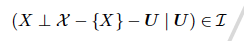 (X ⊥ 𝒳 − {X} − U | U) ∈ ℐ